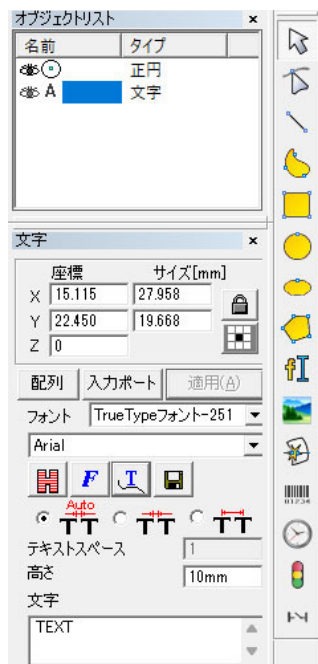 オブジェクトリスト
名前 タイプ
正円
A 文字
文字
座標 サイズ[mm]
X 15.115 27.958
Y 22.450 19.668
Z 0
配列 入力ポート 適用(A)
フォント TrueTypeフォント-251
Arial
H F T
Auto
TT TT TT
テキストスペース 1
高さ 10mm
文字
TEXT
01234